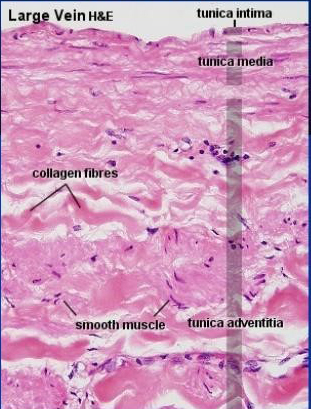 Large Vein H&E
tunica intima
tunica media
collagen fibres
smooth muscle
tunica adventitia